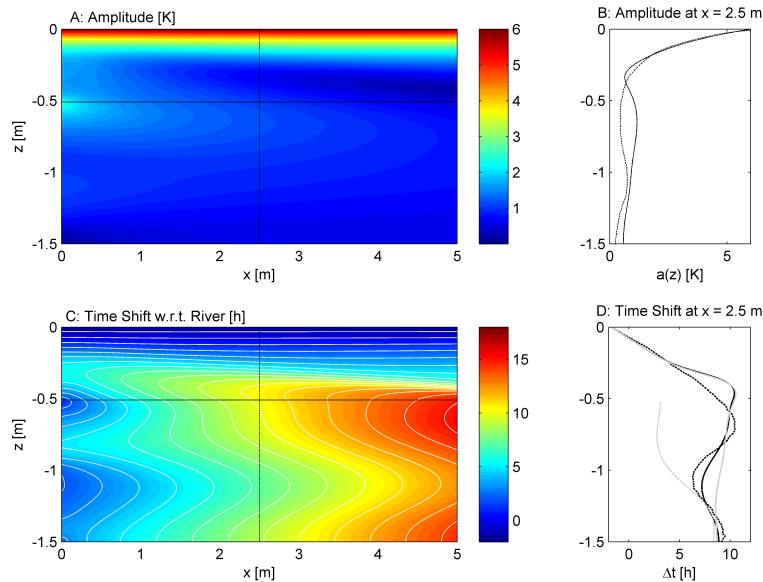 A: Amplitude [K]
B: Amplitude at x = 2.5 m
0
-0.5
-1
-1.5
z [m]
0 1 2 3 4 5
x [m]
6
5
4
3
2
1
0
-0.5
-1
-1.5
0 5
a(z) [K]
C: Time Shift w.r.t. River [h]
D: Time Shift at x = 2.5 m
0
-0.5
-1
-1.5
z [m]
0 1 2 3 4 5
x [m]
15
10
5
0
0
-0.5
-1
-1.5
0 5 10
Δt [h]